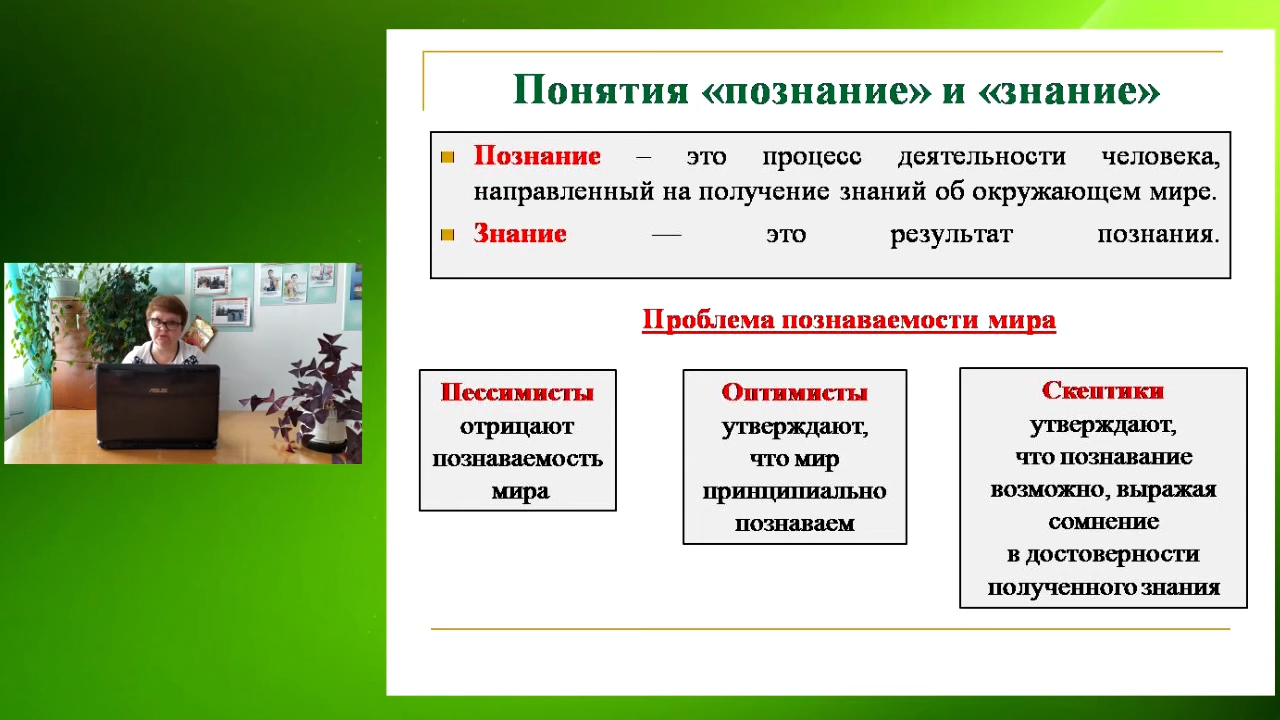 Понятия «познание» и «знание»
Познание – это процесс деятельности человека,
направленный на получение знаний об окружающем мире.
Знание — это результат познания.
Проблема познаваемости мира
Пессимисты
отрицают
познаваемость
мира
Оптимисты
утверждают,
что мир
принципиально
познаваем
Скептики
утверждают,
что познавание
возможно, выражая
сомнение
в достоверности
полученного знания
ASUS